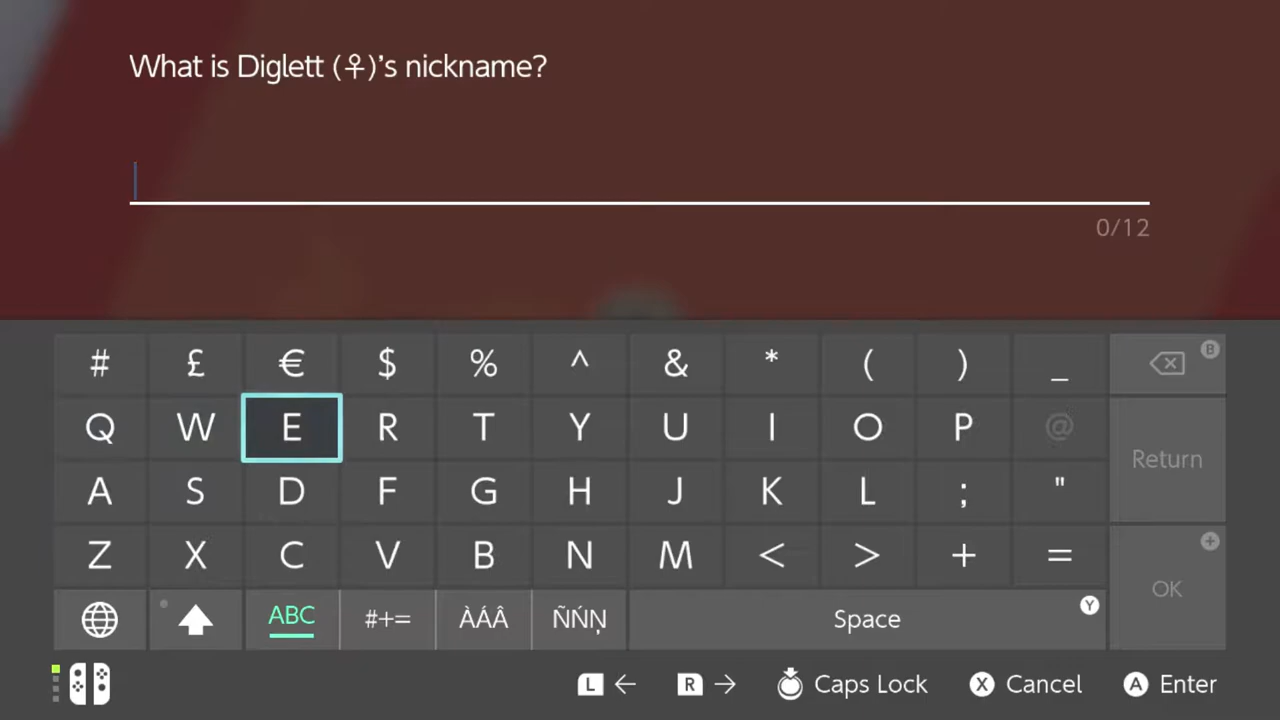 What is Diglett (♀)'s nickname?
0/12
# £ € $ % ^ & * ( ) _ B
Q W E R T Y U I O P @ Return
A S D F G H J K L ; "
Z X C V B N M < > + = OK
ABC #+= ÀÁÂ ÑŃŅ Space Y
L ← R → Caps Lock X Cancel A Enter